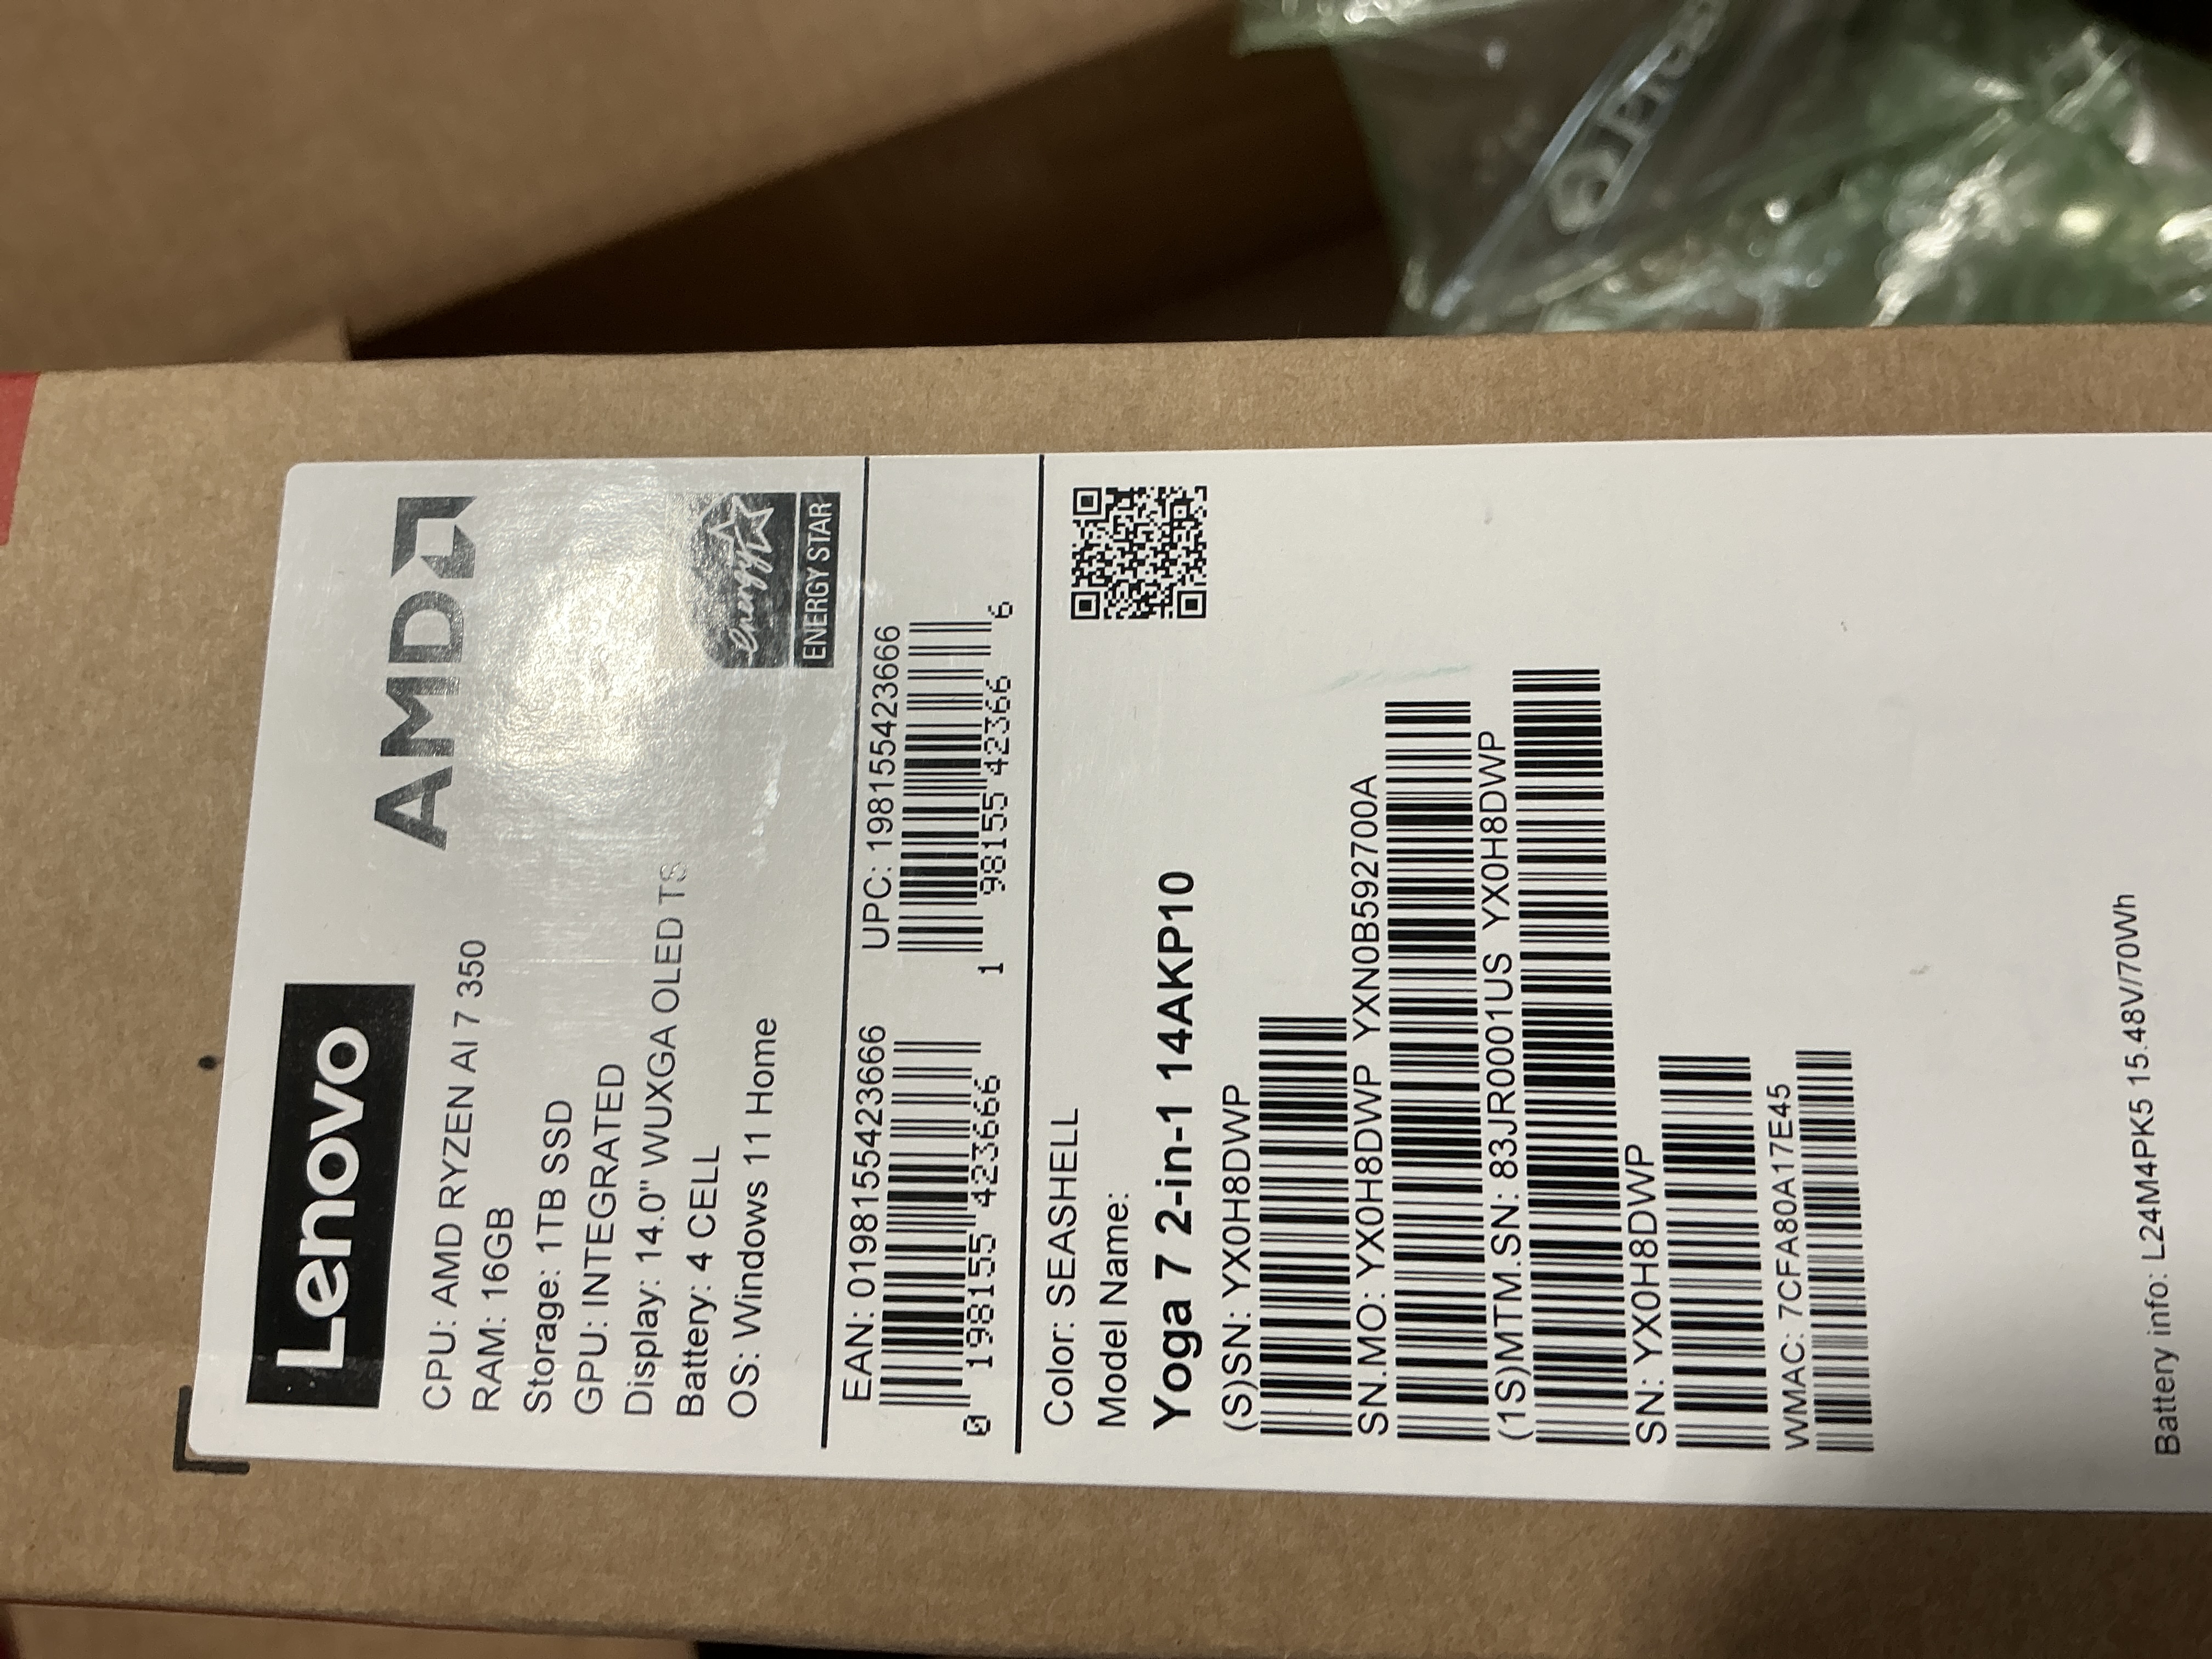 Lenovo
AMD
CPU: AMD RYZEN AI 7 350
RAM: 16GB
Storage: 1TB SSD
GPU: INTEGRATED
Display: 14.0" WUXGA OLED TS
Battery: 4 CELL
OS: Windows 11 Home
energy
ENERGY STAR
EAN: 0198155423666
0 198155 423666
UPC: 198155423666
1 98155 42366 6
Color: SEASHELL
Model Name:
Yoga 7 2-in-1 14AKP10
(S)SN: YX0H8DWP
SN.MO: YX0H8DWP YXN0B592700A
(1S)MTM.SN: 83JR0001US YX0H8DWP
SN: YX0H8DWP
WMAC: 7CFA80A17E45
Battery info: L24M4PK5 15.48V/70Wh